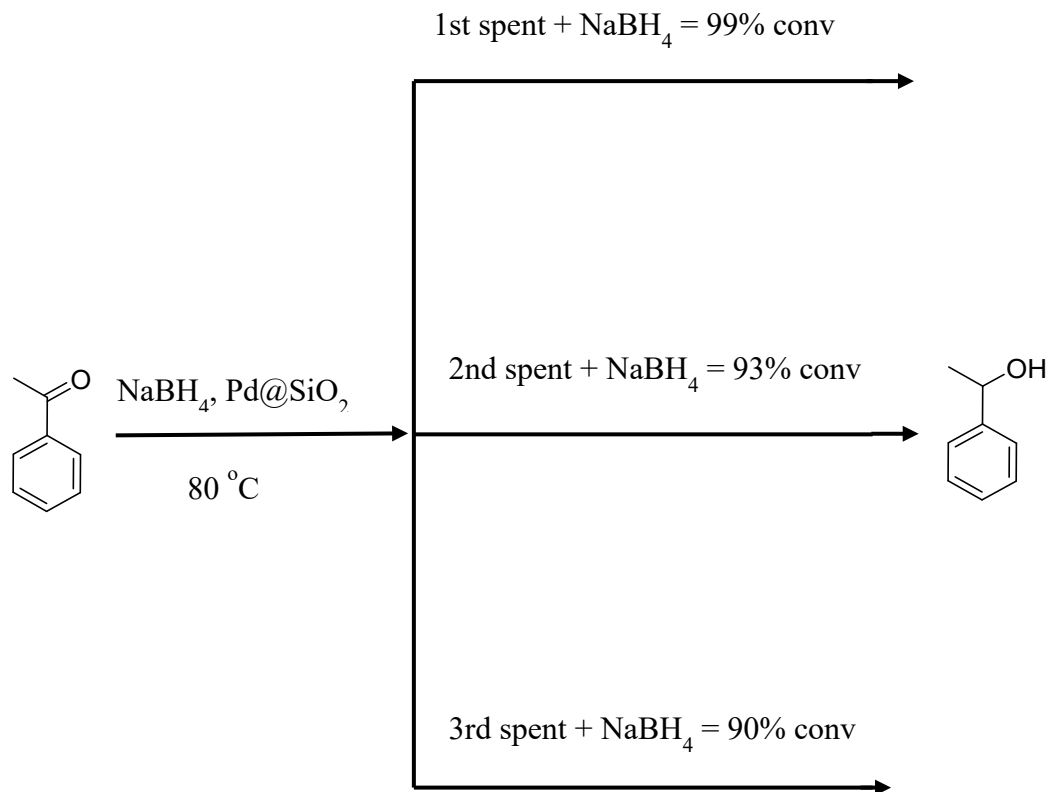 1st spent + NaBH₄ = 99% conv
2nd spent + NaBH₄ = 93% conv
O
NaBH₄, Pd@SiO₂
OH
80 °C
3rd spent + NaBH₄ = 90% conv